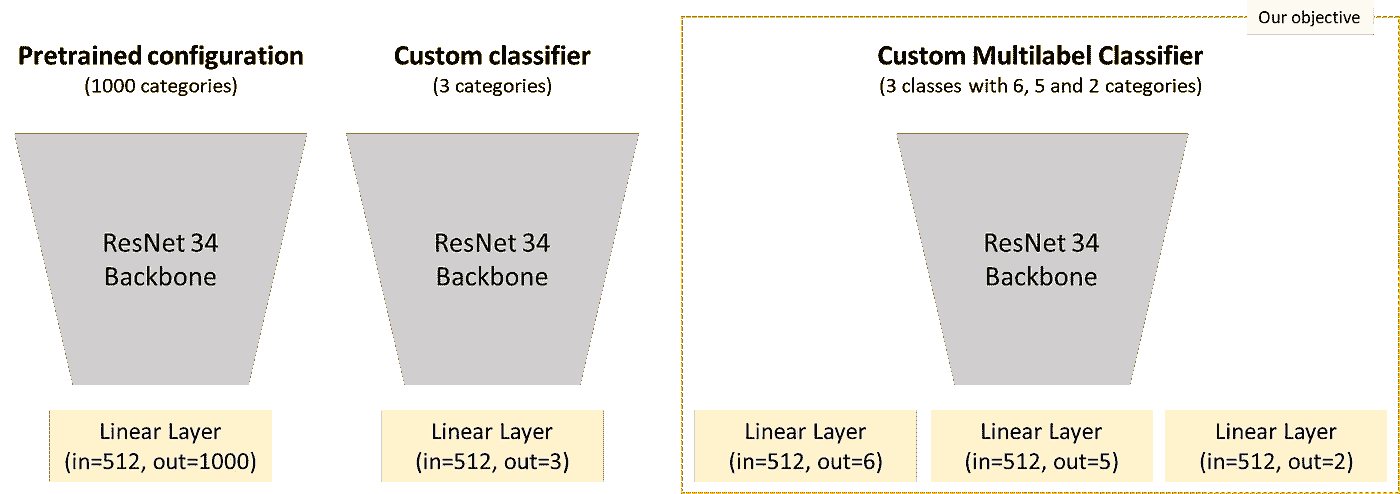 Our objective
Pretrained configuration
(1000 categories)
Custom classifier
(3 categories)
Custom Multilabel Classifier
(3 classes with 6, 5 and 2 categories)
ResNet 34
Backbone
ResNet 34
Backbone
ResNet 34
Backbone
Linear Layer
(in=512, out=1000)
Linear Layer
(in=512, out=3)
Linear Layer
(in=512, out=6)
Linear Layer
(in=512, out=5)
Linear Layer
(in=512, out=2)